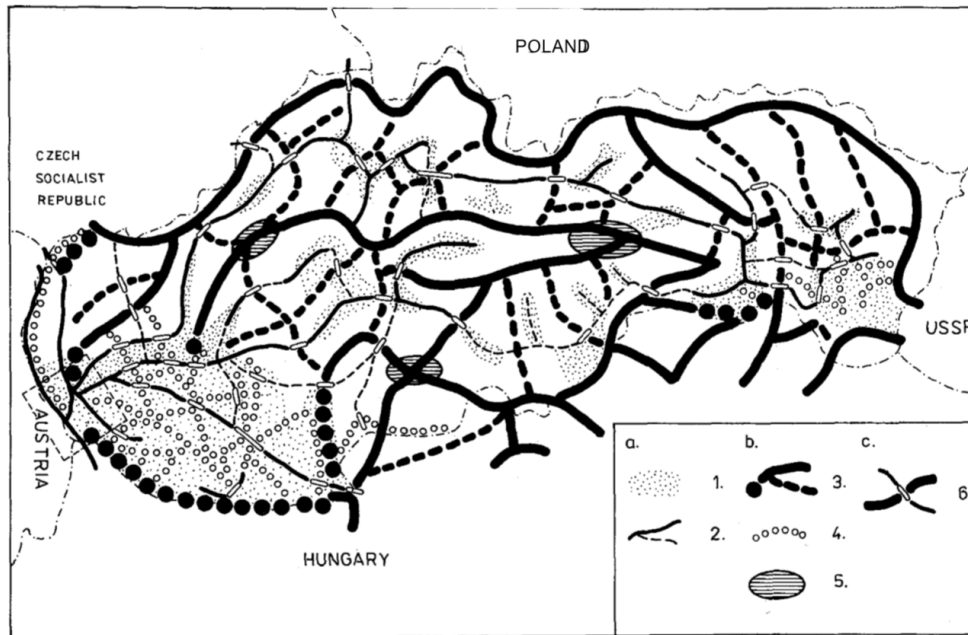 POLAND
CZECH
SOCIALIST
REPUBLIC
USSR
AUSTRIA
HUNGARY
a. b. c.
1. 3. 6
2. 4.
5.